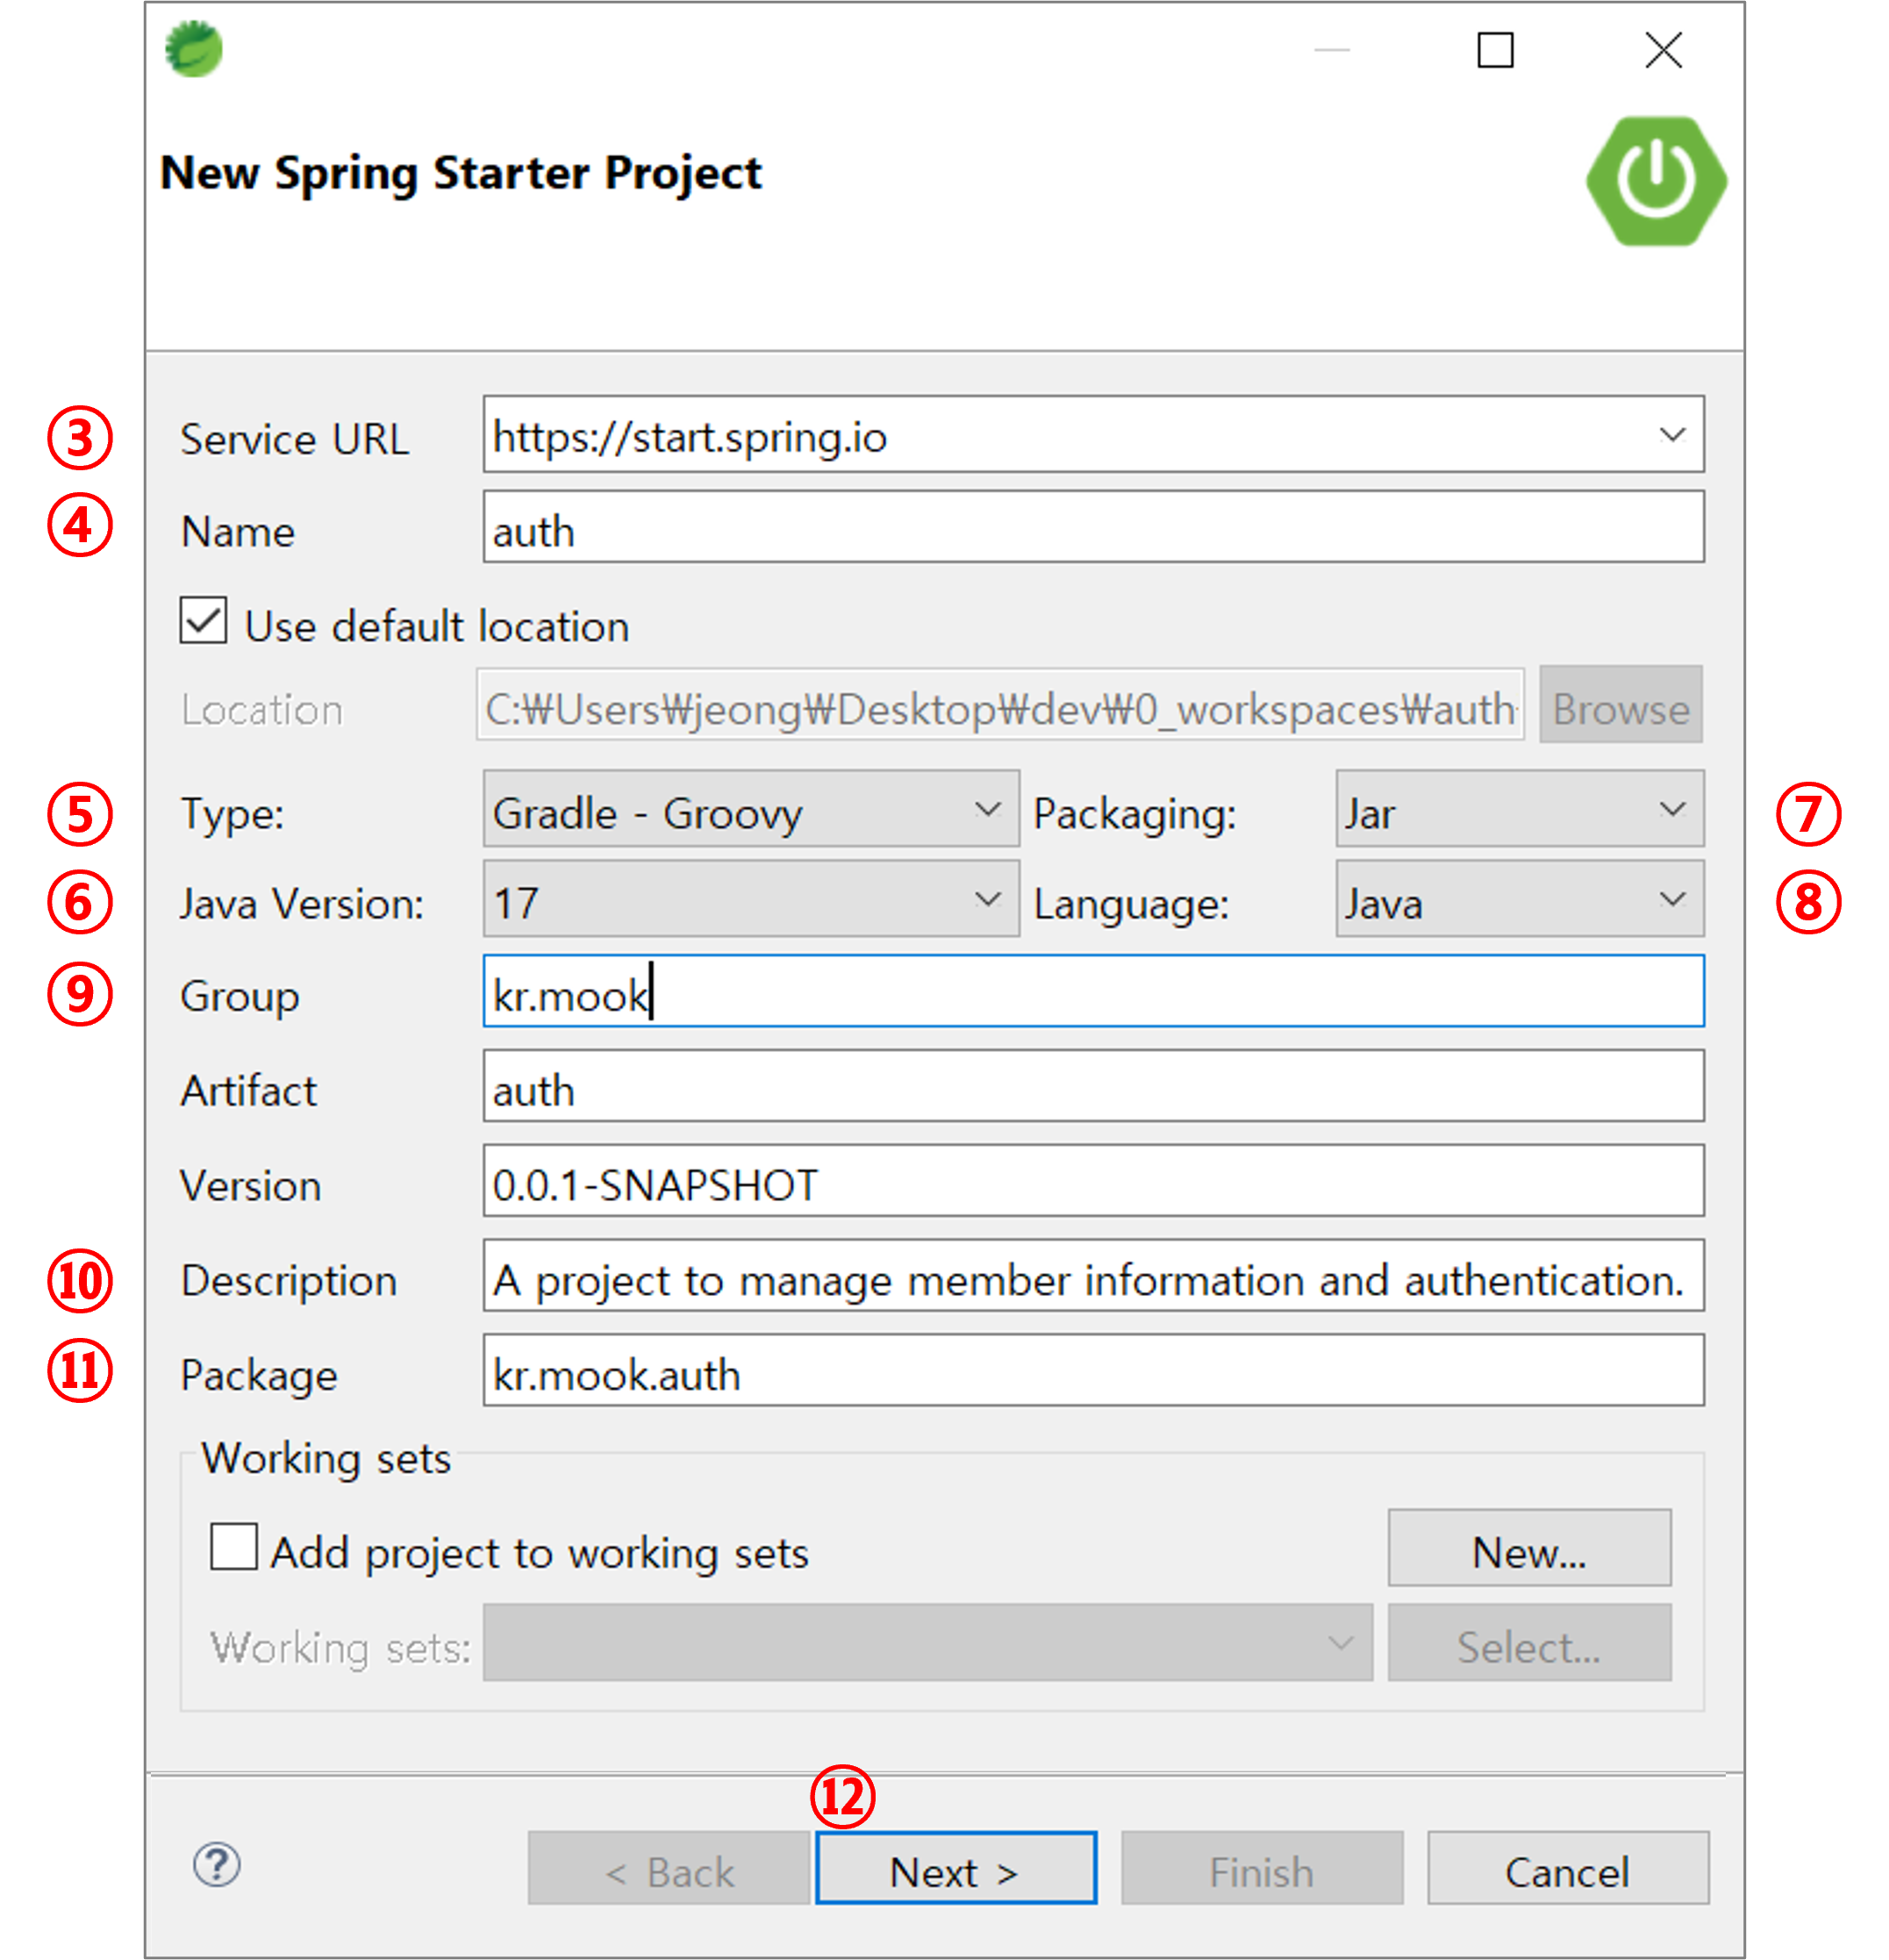 New Spring Starter Project
③ Service URL https://start.spring.io
④ Name auth
Use default location
Location C:₩Users₩jeong₩Desktop₩dev₩0_workspaces₩auth Browse
⑤ Type: Gradle - Groovy Packaging: Jar ⑦
⑥ Java Version: 17 Language: Java ⑧
⑨ Group kr.mook
Artifact auth
Version 0.0.1-SNAPSHOT
⑩ Description A project to manage member information and authentication.
⑪ Package kr.mook.auth
Working sets
Add project to working sets New...
Working sets: Select...
⑫
? < Back Next > Finish Cancel